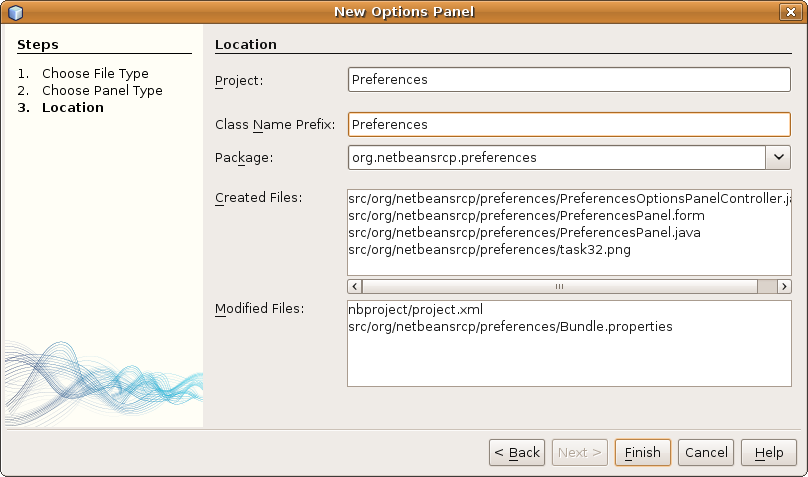 New Options Panel
Steps
1. Choose File Type
2. Choose Panel Type
3. Location
Location
Project: Preferences
Class Name Prefix: Preferences
Package: org.netbeansrcp.preferences
Created Files:
src/org/netbeansrcp/preferences/PreferencesOptionsPanelController.ja
src/org/netbeansrcp/preferences/PreferencesPanel.form
src/org/netbeansrcp/preferences/PreferencesPanel.java
src/org/netbeansrcp/preferences/task32.png
Modified Files:
nbproject/project.xml
src/org/netbeansrcp/preferences/Bundle.properties
< Back Next > Finish Cancel Help